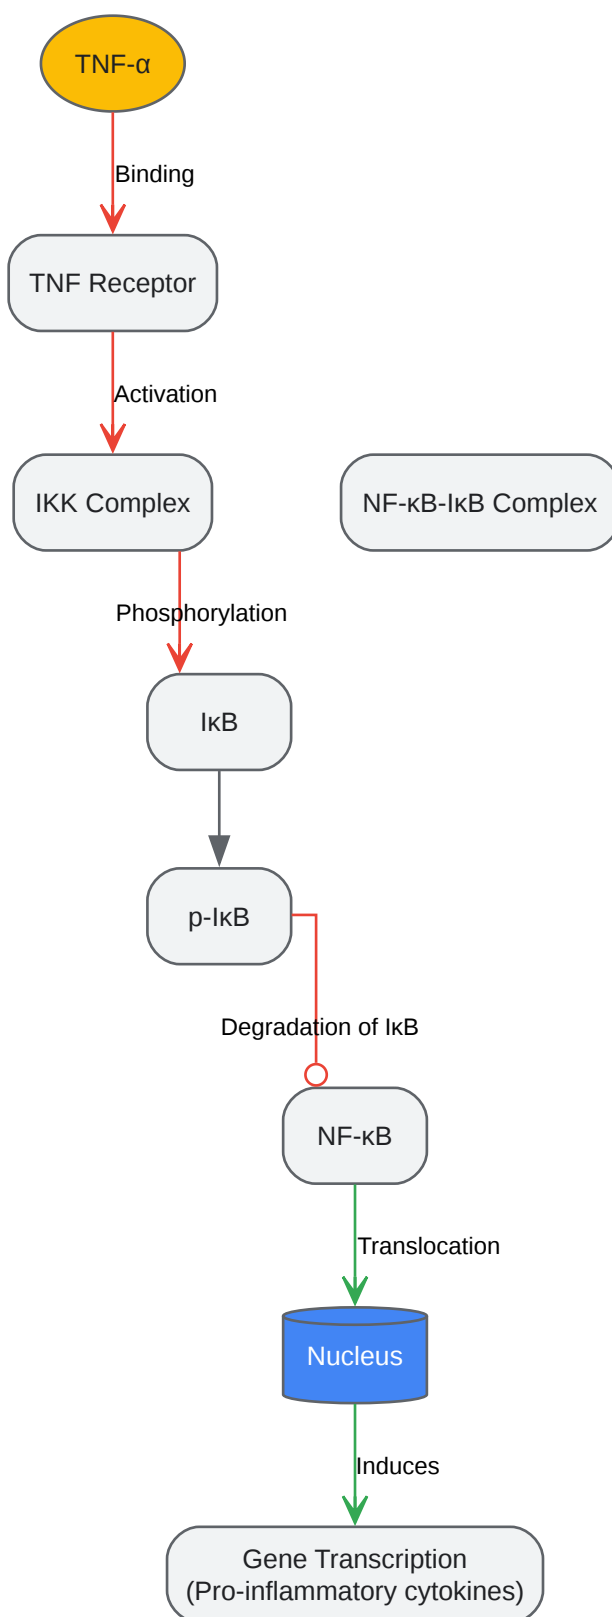 TNF-α
Binding
TNF Receptor
Activation
IKK Complex
NF-κB-IκB Complex
Phosphorylation
IκB
p-IκB
Degradation of IκB
NF-κB
Translocation
Nucleus
Induces
Gene Transcription
(Pro-inflammatory cytokines)